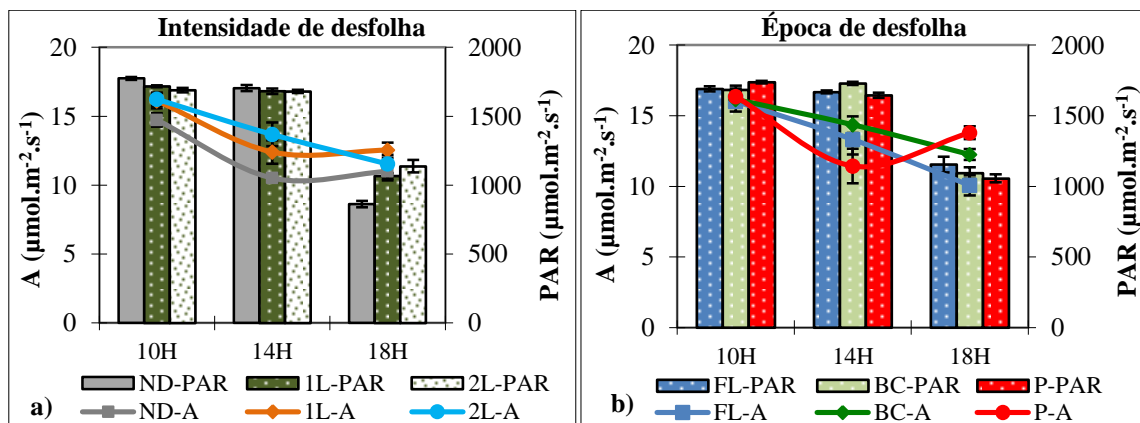 Intensidade de desfolha
A (µmol.m⁻².s⁻¹)
20
15
10
5
0
PAR (µmol.m⁻².s⁻¹)
2000
1500
1000
500
0
10H 14H 18H
ND-PAR 1L-PAR 2L-PAR
a) ND-A 1L-A 2L-A
Época de desfolha
A (µmol.m⁻².s⁻¹)
20
15
10
5
0
PAR (µmol.m⁻².s⁻¹)
2000
1500
1000
500
0
10H 14H 18H
FL-PAR BC-PAR P-PAR
b) FL-A BC-A P-A